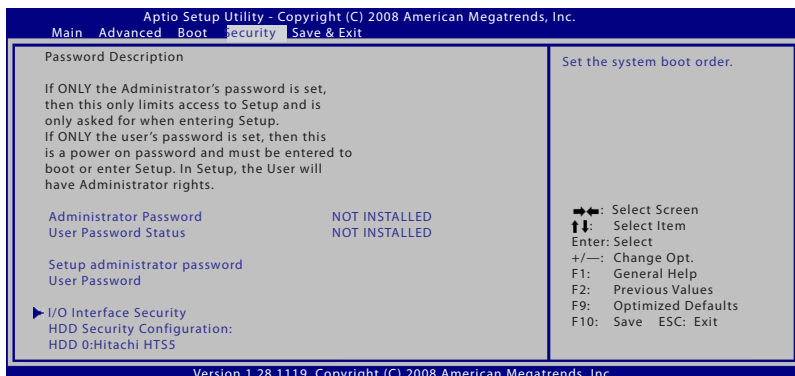 Aptio Setup Utility - Copyright (C) 2008 American Megatrends, Inc.
Main Advanced Boot Security Save & Exit
Password Description
If ONLY the Administrator's password is set,
then this only limits access to Setup and is
only asked for when entering Setup.
If ONLY the user's password is set, then this
is a power on password and must be entered to
boot or enter Setup. In Setup, the User will
have Administrator rights.
Administrator Password NOT INSTALLED
User Password Status NOT INSTALLED
Setup administrator password
User Password
I/O Interface Security
HDD Security Configuration:
HDD 0:Hitachi HTS5
Set the system boot order.
→←: Select Screen
↑↓: Select Item
Enter: Select
+/—: Change Opt.
F1: General Help
F2: Previous Values
F9: Optimized Defaults
F10: Save ESC: Exit
Version 1.28.1119. Copyright (C) 2008 American Megatrends, Inc.